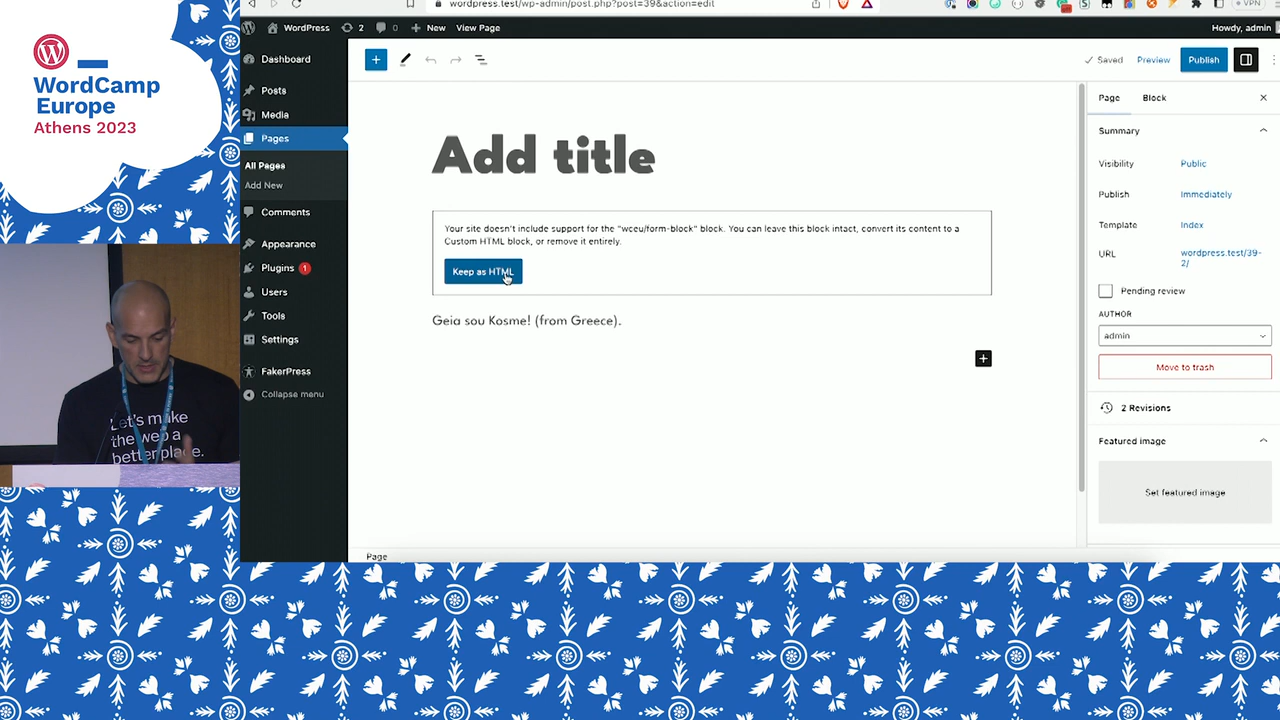 WordCamp
Europe
Athens 2023
Let's make
the web a
better place.
wordpress.test/wp-admin/post.php?post=39&action=edit
VPN
WordPress
2
0
New
View Page
Howdy, admin
Dashboard
Posts
Media
Pages
All Pages
Add New
Comments
Appearance
Plugins 1
Users
Tools
Settings
FakerPress
Collapse menu
Saved
Preview
Publish
Add title
Your site doesn't include support for the "wceu/form-block" block. You can leave this block intact, convert its content to a
Custom HTML block, or remove it entirely.
Keep as HTML
Geia sou Kosme! (from Greece).
Page
Page
Block
Summary
Visibility
Public
Publish
Immediately
Template
Index
URL
wordpress.test/39-
2/
Pending review
AUTHOR
admin
Move to trash
2 Revisions
Featured image
Set featured image